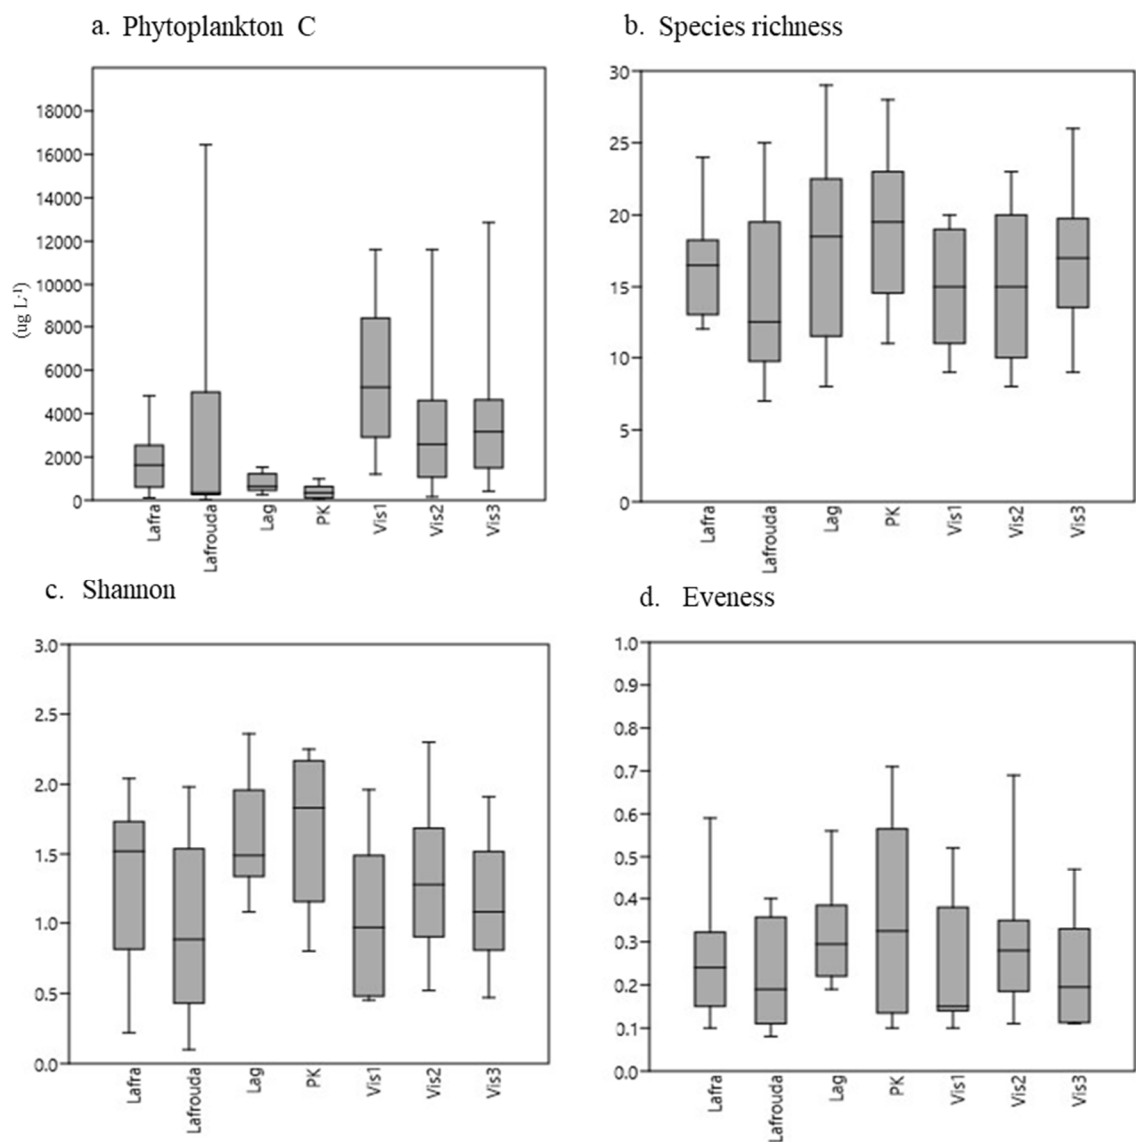 a. Phytoplankton C
b. Species richness
18000
16000
14000
12000
10000
8000
6000
4000
2000
0
(ug L-1)
Lafra
Lafrouda
Lag
PK
Vis1
Vis2
Vis3
30
25
20
15
10
5
0
Lafra
Lafrouda
Lag
PK
Vis1
Vis2
Vis3
c. Shannon
d. Eveness
3.0
2.5
2.0
1.5
1.0
0.5
0.0
Lafra
Lafrouda
Lag
PK
Vis1
Vis2
Vis3
1.0
0.9
0.8
0.7
0.6
0.5
0.4
0.3
0.2
0.1
0.0
Lafra
Lafrouda
Lag
PK
Vis1
Vis2
Vis3